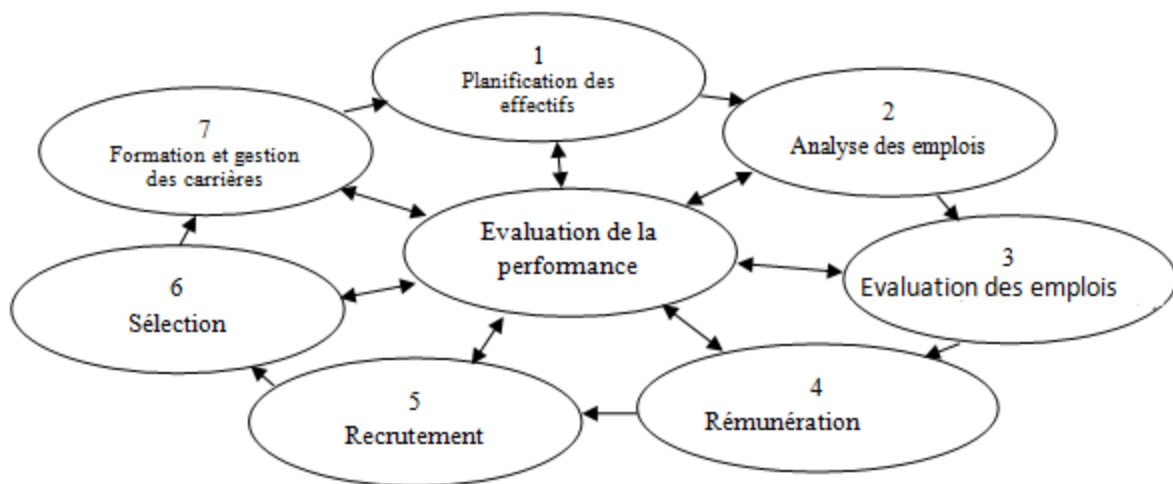 1
Planification des
effectifs
2
Analyse des emplois
3
Evaluation des emplois
4
Rémunération
5
Recrutement
6
Sélection
7
Formation et gestion
des carrières
Evaluation de la
performance